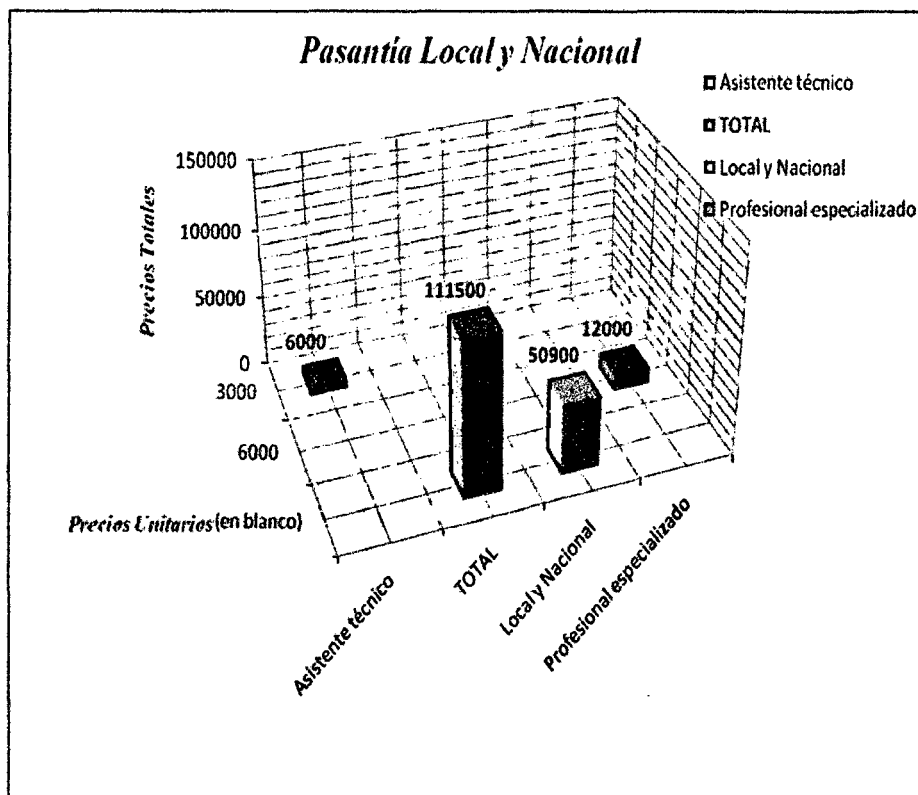 Pasantía Local y Nacional
Asistente técnico
TOTAL
Local y Nacional
Profesional especializado
Precios Totales
150000
100000
50000
0
3000
6000
Precios Unitarios (en blanco)
6000
111500
50900
12000
Asistente técnico
TOTAL
Local y Nacional
Profesional especializado